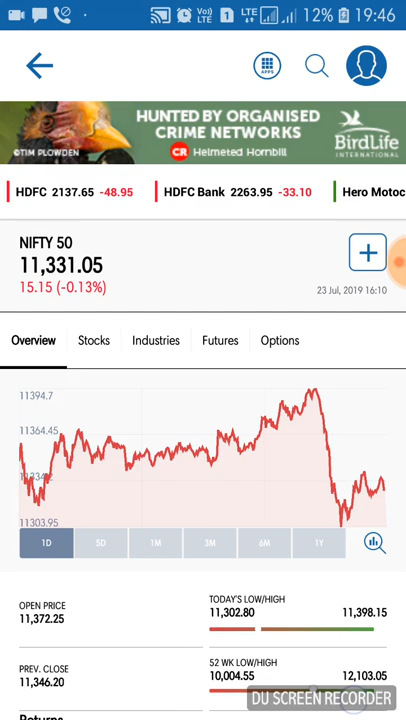 Vo) LTE 1 LTE 12% 19:46
APPS
HUNTED BY ORGANISED
CRIME NETWORKS
CR Helmeted Hornbill
©TIM PLOWDEN
BirdLife
INTERNATIONAL
HDFC 2137.65 -48.95 HDFC Bank 2263.95 -33.10 Hero Motoc
NIFTY 50
11,331.05
15.15 (-0.13%)
23 Jul, 2019 16:10
Overview Stocks Industries Futures Options
11394.7
11364.45
11334.2
11303.95
1D 5D 1M 3M 6M 1Y
OPEN PRICE
11,372.25
TODAY'S LOW/HIGH
11,302.80 11,398.15
PREV. CLOSE
11,346.20
52 WK LOW/HIGH
10,004.55 12,103.05
DU SCREEN RECORDER
Returns